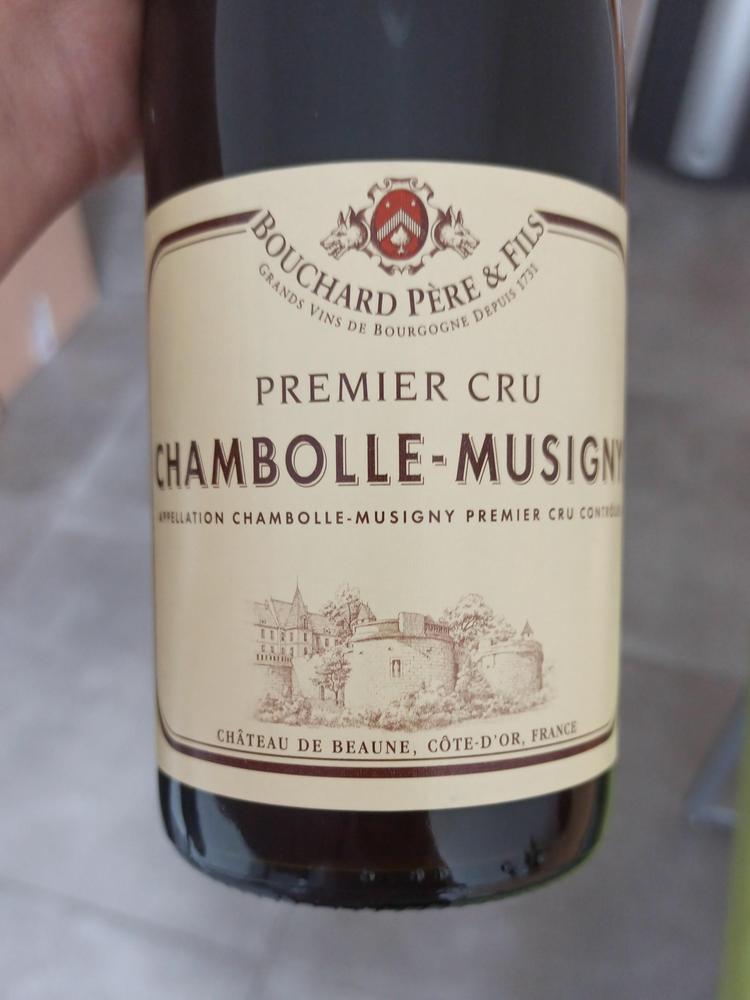 BOUCHARD PÈRE & FILS
GRANDS VINS DE BOURGOGNE DEPUIS 1731
PREMIER CRU
CHAMBOLLE-MUSIGNY
APPELLATION CHAMBOLLE-MUSIGNY PREMIER CRU CONTRÔLÉE
CHÂTEAU DE BEAUNE, CÔTE-D'OR, FRANCE